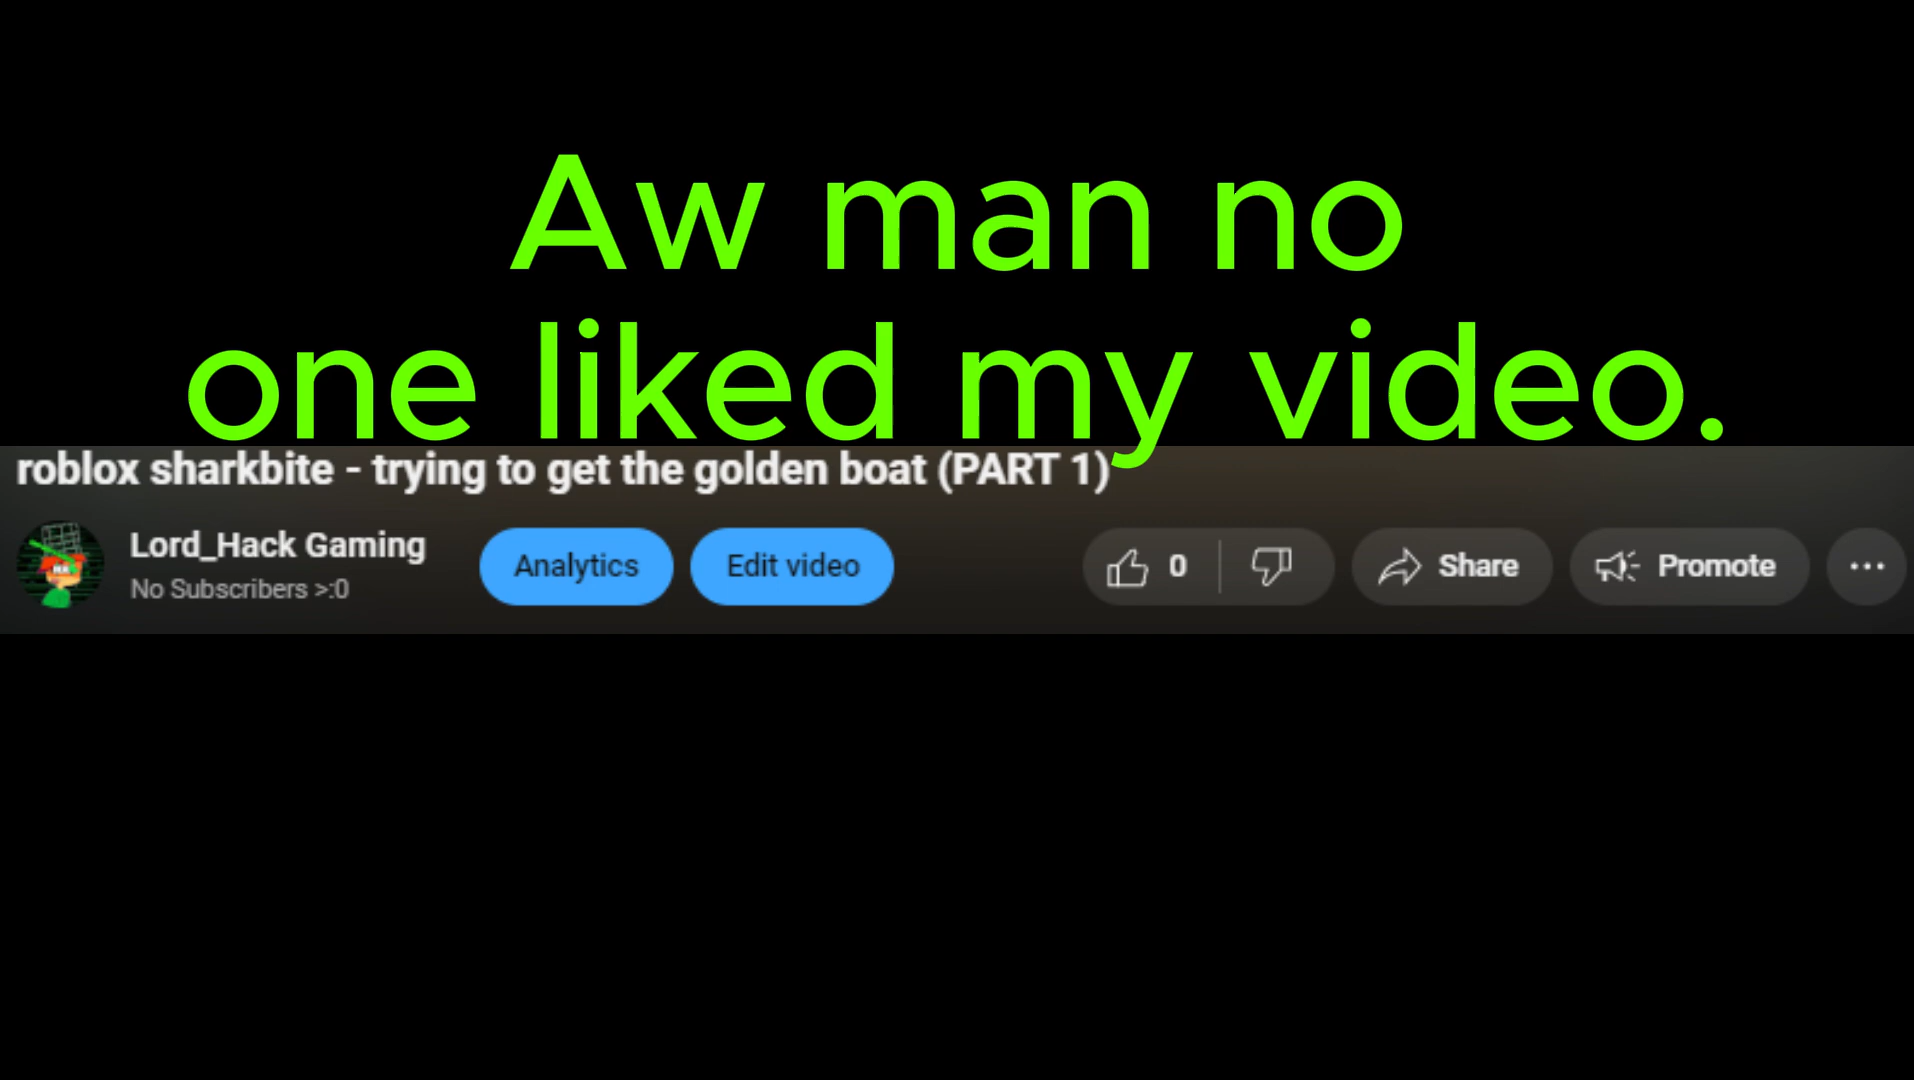 Aw man no
one liked my video.
roblox sharkbite - trying to get the golden boat (PART 1)
Lord_Hack Gaming
No Subscribers >:0
Analytics
Edit video
0
Share
Promote
...